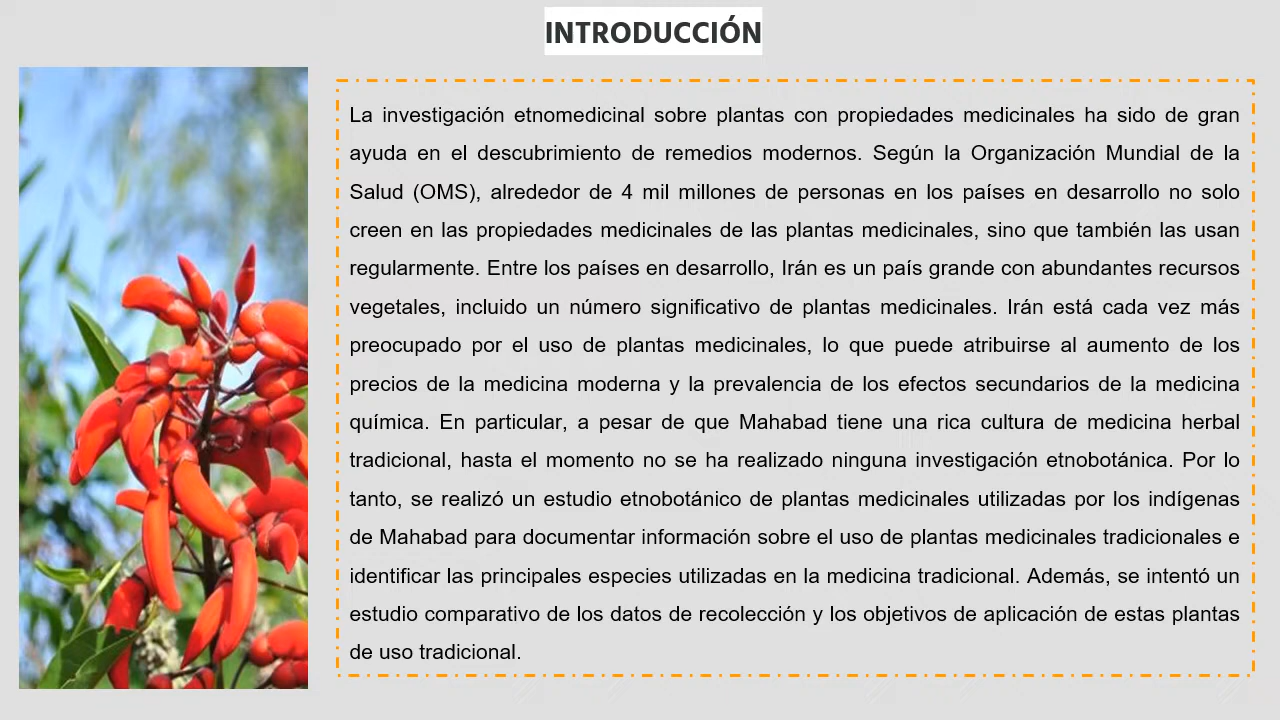 INTRODUCCIÓN
La investigación etnomedicinal sobre plantas con propiedades medicinales ha sido de gran
ayuda en el descubrimiento de remedios modernos. Según la Organización Mundial de la
Salud (OMS), alrededor de 4 mil millones de personas en los países en desarrollo no solo
creen en las propiedades medicinales de las plantas medicinales, sino que también las usan
regularmente. Entre los países en desarrollo, Irán es un país grande con abundantes recursos
vegetales, incluido un número significativo de plantas medicinales. Irán está cada vez más
preocupado por el uso de plantas medicinales, lo que puede atribuirse al aumento de los
precios de la medicina moderna y la prevalencia de los efectos secundarios de la medicina
química. En particular, a pesar de que Mahabad tiene una rica cultura de medicina herbal
tradicional, hasta el momento no se ha realizado ninguna investigación etnobotánica. Por lo
tanto, se realizó un estudio etnobotánico de plantas medicinales utilizadas por los indígenas
de Mahabad para documentar información sobre el uso de plantas medicinales tradicionales e
identificar las principales especies utilizadas en la medicina tradicional. Además, se intentó un
estudio comparativo de los datos de recolección y los objetivos de aplicación de estas plantas
de uso tradicional.